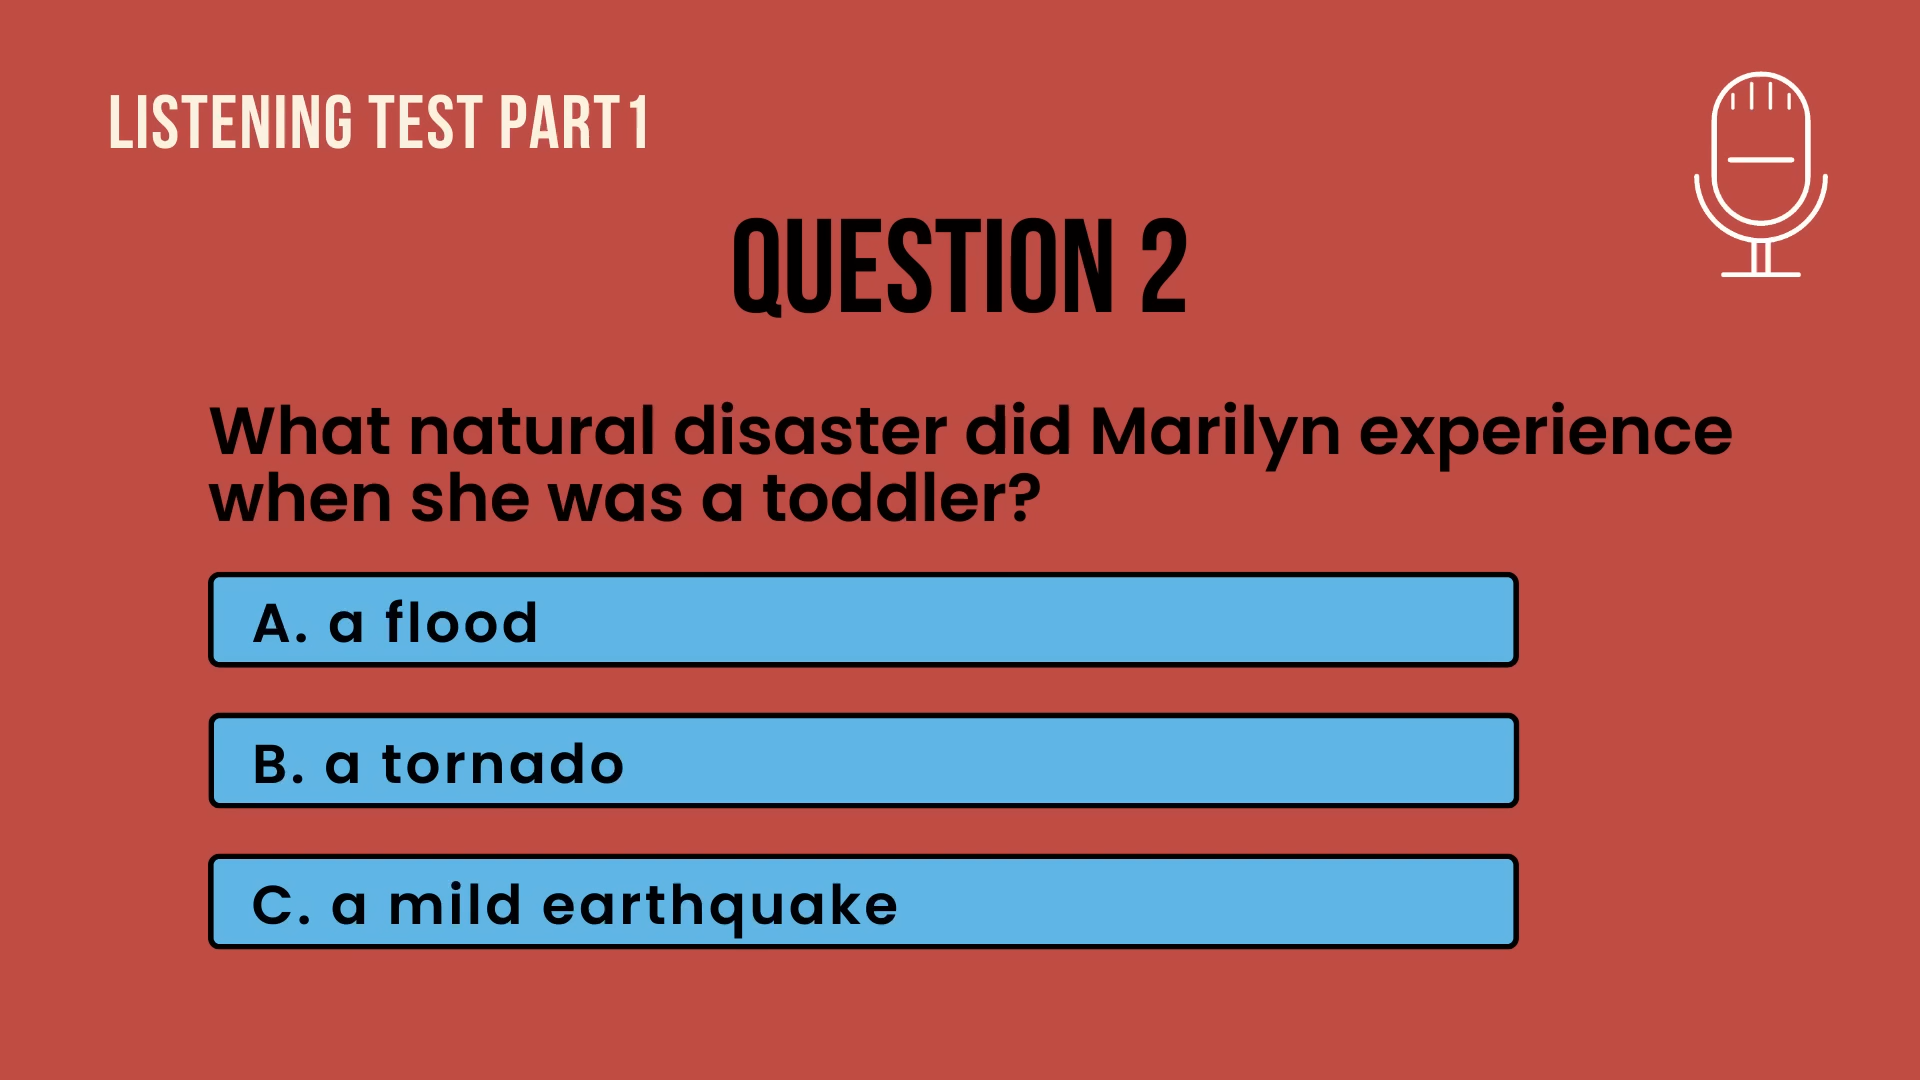 LISTENING TEST PART 1
QUESTION 2
What natural disaster did Marilyn experience
when she was a toddler?
A. a flood
B. a tornado
C. a mild earthquake